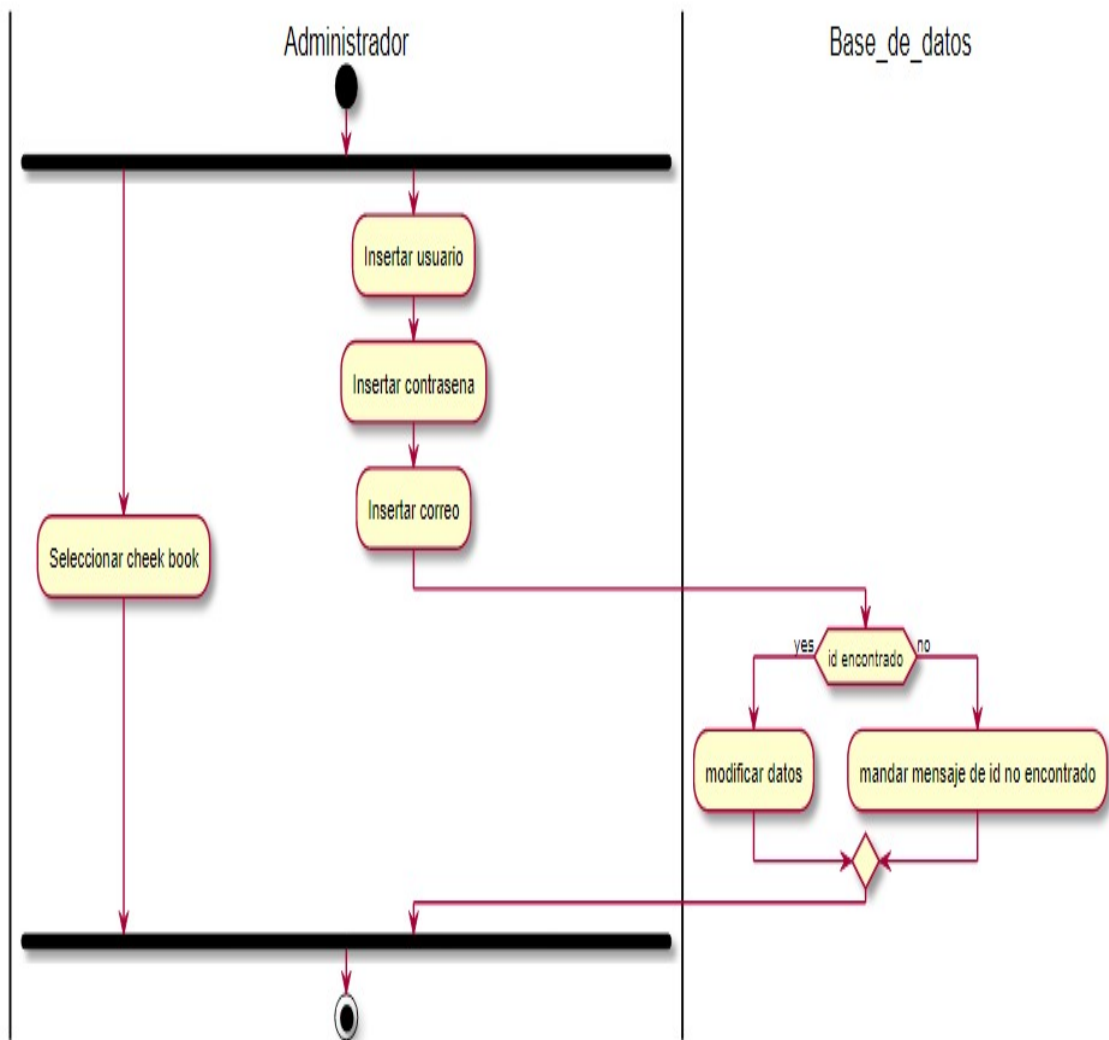 Administrador
Base_de_datos
Insertar usuario
Insertar contrasena
Insertar correo
Seleccionar cheek book
yes
id encontrado
no
modificar datos
mandar mensaje de id no encontrado